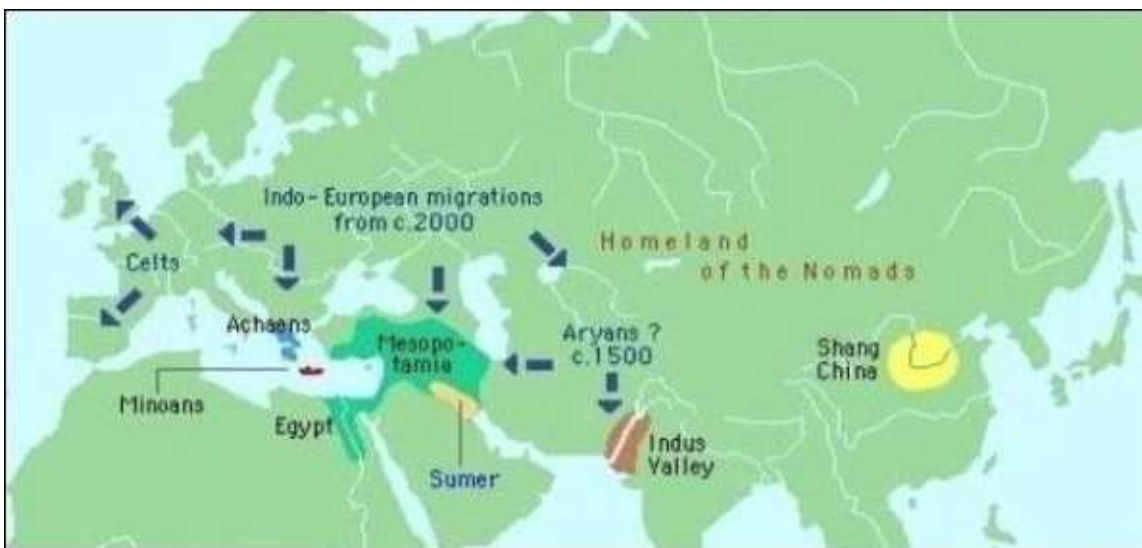 Indo-European migrations
from c.2000
Homeland
of the Nomads
Celts
Achaens
Mesopo-
tamia
Aryans ?
c.1500
Shang
China
Minoans
Egypt
Indus
Valley
Sumer